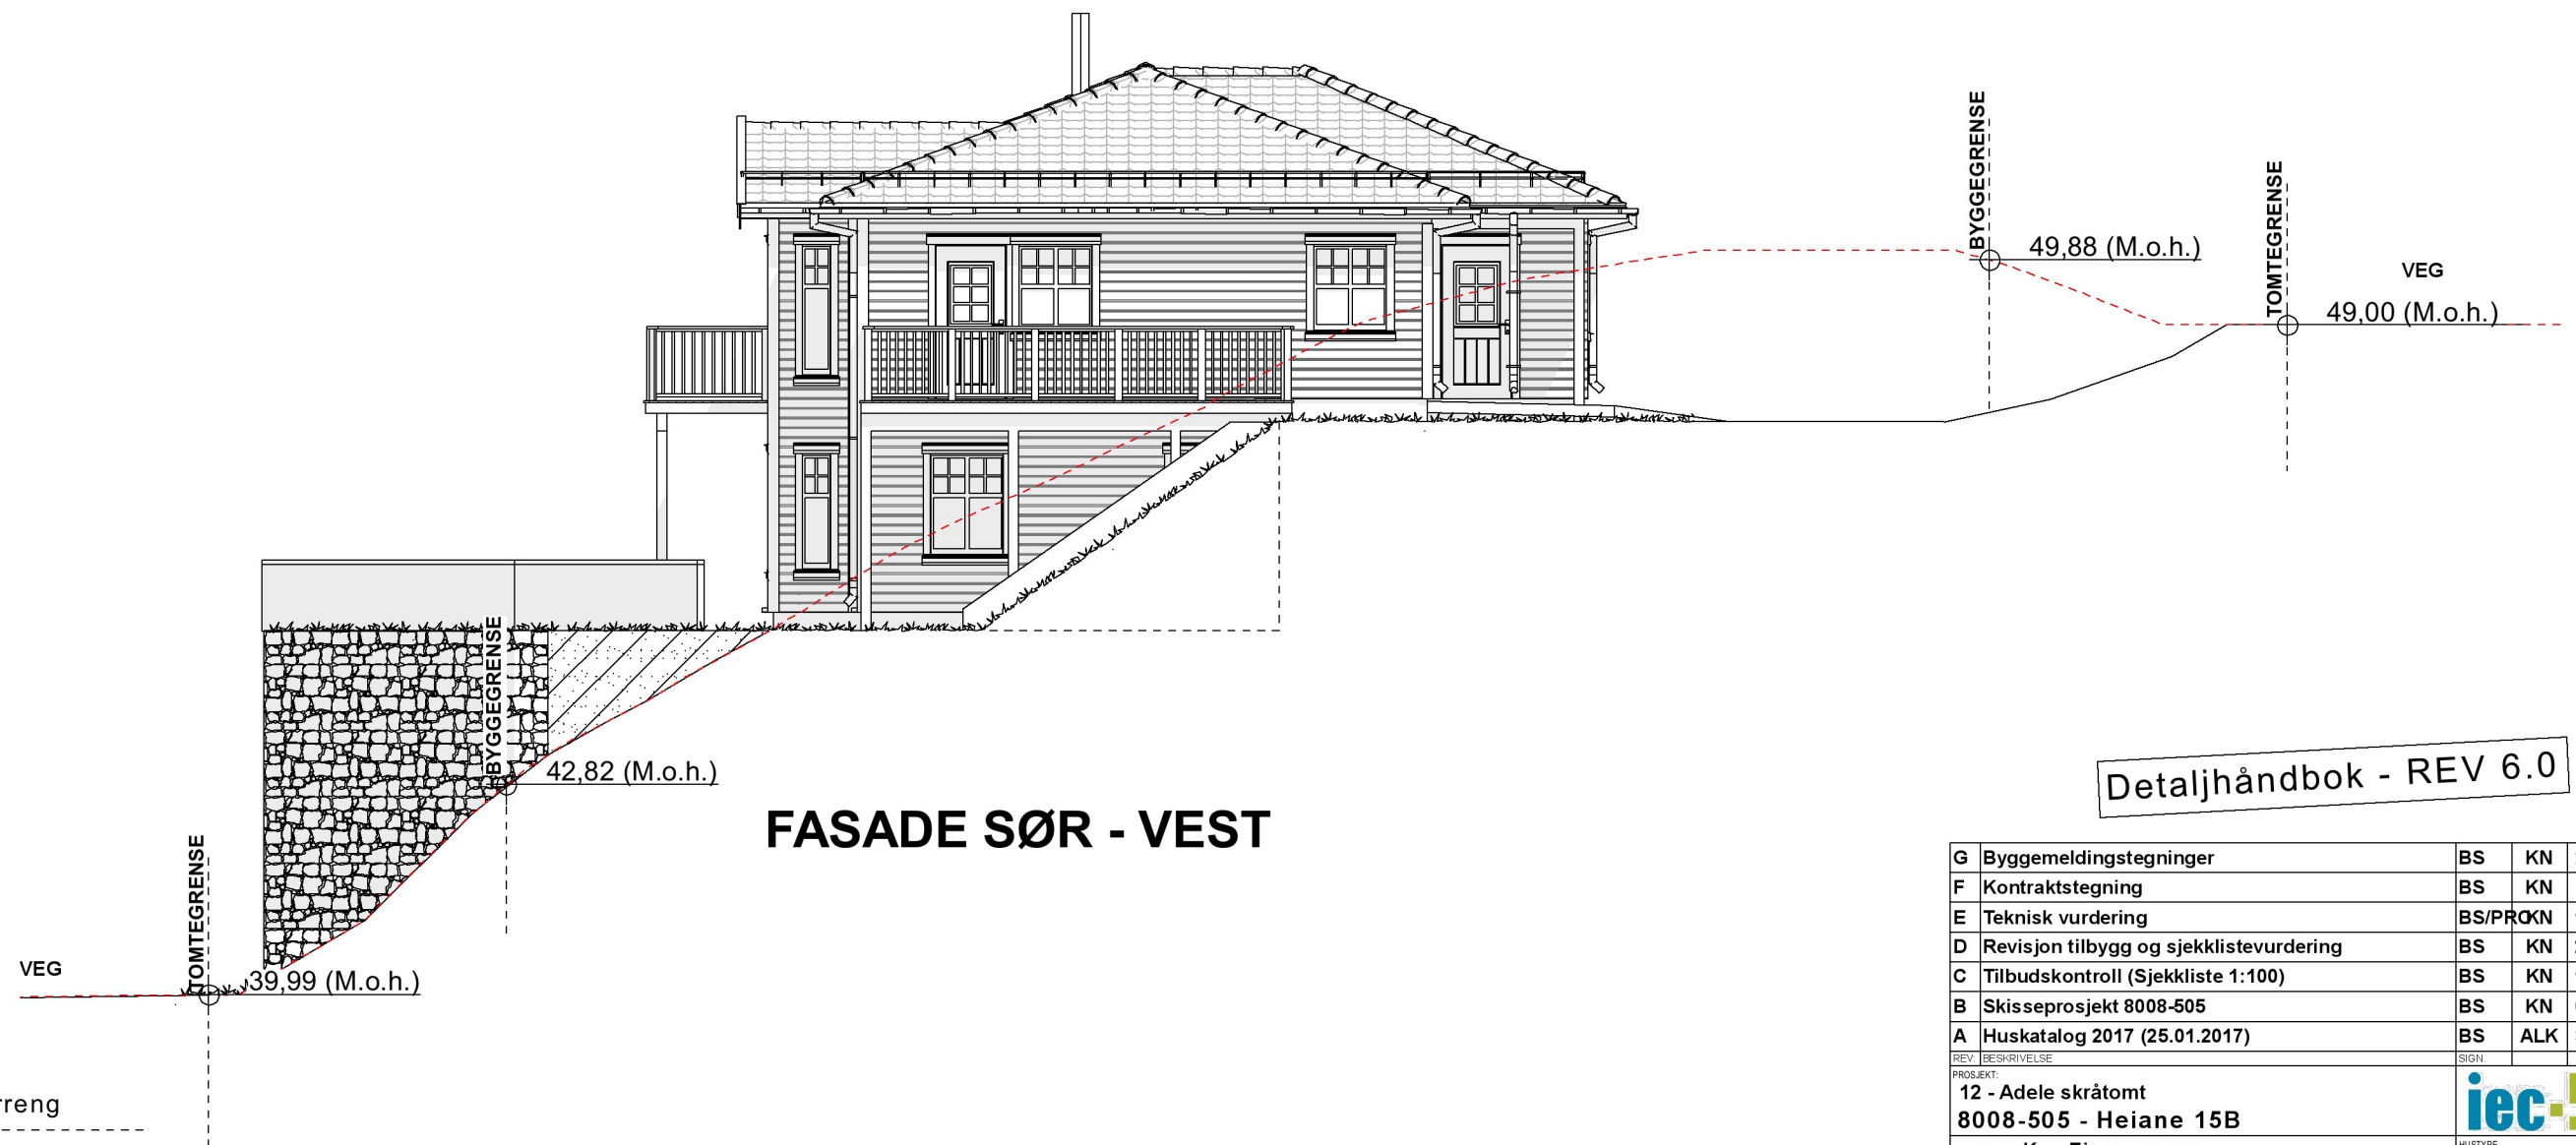 BYGGEGRENSE
49,88 (M.o.h.)
TOMTEGRENSE
VEG
49,00 (M.o.h.)
BYGGEGRENSE
42,82 (M.o.h.)
FASADE SØR - VEST
TOMTEGRENSE
VEG
39,99 (M.o.h.)
Detaljhåndbok - REV 6.0
G Byggemeldingstegninger BS KN
F Kontraktstegning BS KN
E Teknisk vurdering BS/PRO KN
D Revisjon tilbygg og sjekklistevurdering BS KN
C Tilbudskontroll (Sjekkliste 1:100) BS KN
B Skisseprosjekt 8008-505 BS KN
A Huskatalog 2017 (25.01.2017) BS ALK
REV: BESKRIVELSE SIGN.
PROSJEKT:
12 - Adele skråtomt
8008-505 - Heiane 15B
iec